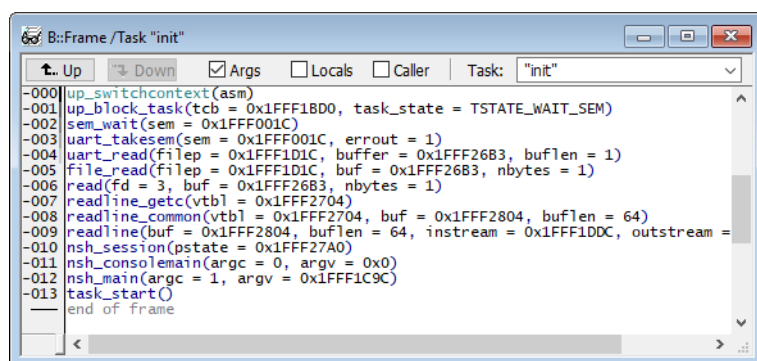 B::Frame /Task "init"
Up Down Args Locals Caller Task: "init"
-000 up_switchcontext(asm)
-001 up_block_task(tcb = 0x1FFF1BD0, task_state = TSTATE_WAIT_SEM)
-002 sem_wait(sem = 0x1FFF001C)
-003 uart_takesem(sem = 0x1FFF001C, errout = 1)
-004 uart_read(filep = 0x1FFF1D1C, buffer = 0x1FFF26B3, buflen = 1)
-005 file_read(filep = 0x1FFF1D1C, buf = 0x1FFF26B3, nbytes = 1)
-006 read(fd = 3, buf = 0x1FFF26B3, nbytes = 1)
-007 readline_getc(vtbl = 0x1FFF2704)
-008 readline_common(vtbl = 0x1FFF2704, buf = 0x1FFF2804, buflen = 64)
-009 readline(buf = 0x1FFF2804, buflen = 64, instream = 0x1FFF1DDC, outstream =
-010 nsh_session(pstate = 0x1FFF27A0)
-011 nsh_consolemain(argc = 0, argv = 0x0)
-012 nsh_main(argc = 1, argv = 0x1FFF1C9C)
-013 task_start()
end of frame